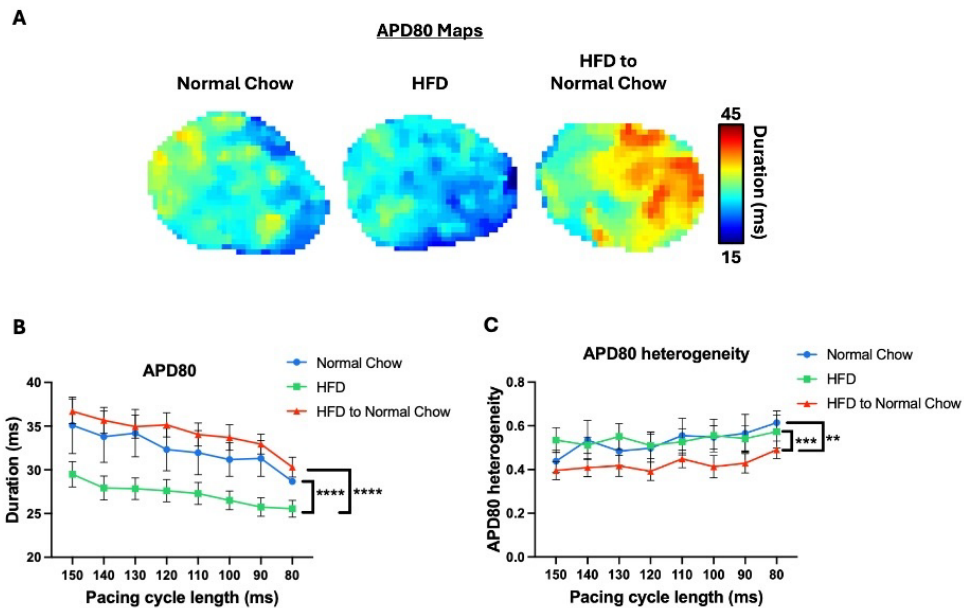 A
APD80 Maps
Normal Chow
HFD
HFD to
Normal Chow
45
Duration (ms)
15
B
APD80
Normal Chow
HFD
HFD to Normal Chow
Duration (ms)
40
35
30
25
20
**** ****
150 140 130 120 110 100 90 80
Pacing cycle length (ms)
C
APD80 heterogeneity
Normal Chow
HFD
HFD to Normal Chow
APD80 heterogeneity
0.8
0.6
0.4
0.2
0.0
*** **
150 140 130 120 110 100 90 80
Pacing cycle length (ms)